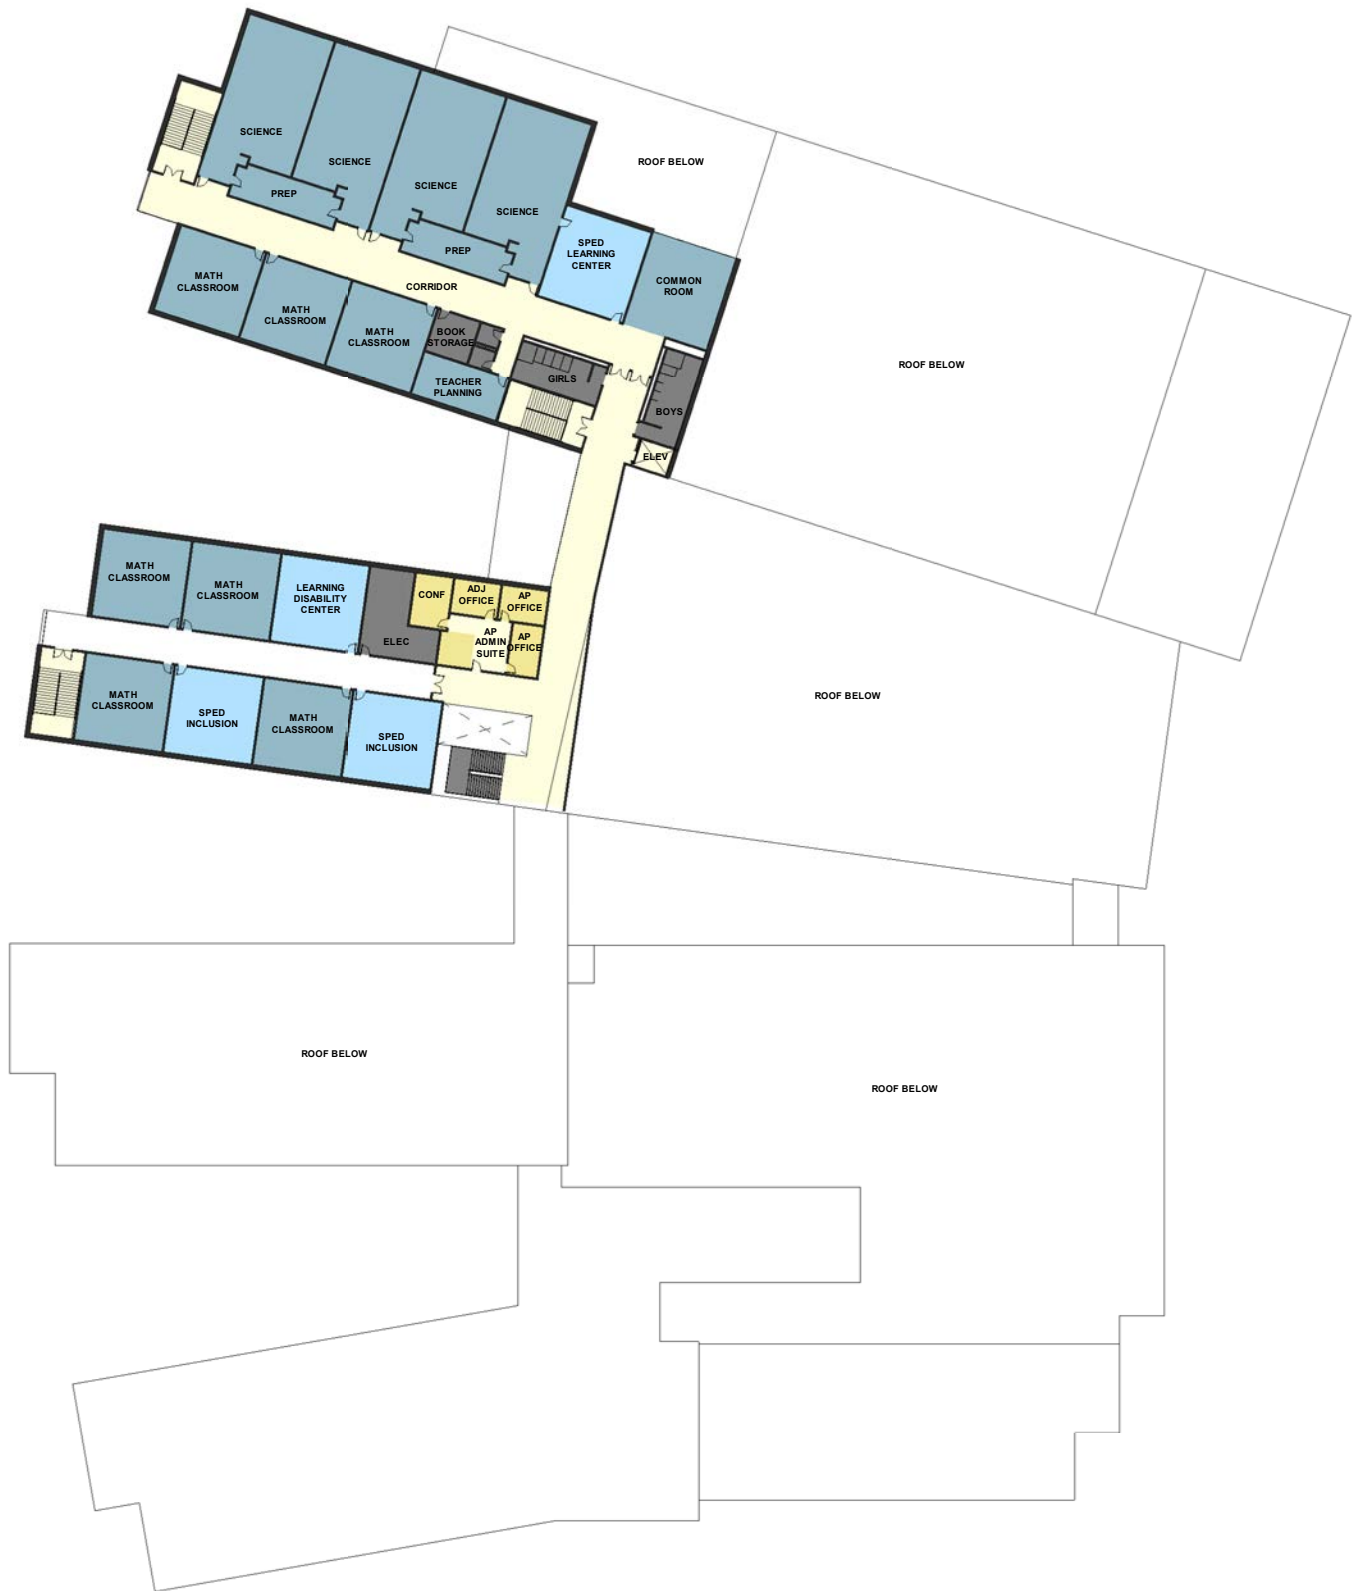 SCIENCE
SCIENCE
SCIENCE
SCIENCE
ROOF BELOW
PREP
PREP
SPED
LEARNING
CENTER
COMMON
ROOM
CORRIDOR
MATH
CLASSROOM
MATH
CLASSROOM
MATH
CLASSROOM
BOOK
STORAGE
TEACHER
PLANNING
GIRLS
BOYS
ELEV
ROOF BELOW
MATH
CLASSROOM
MATH
CLASSROOM
LEARNING
DISABILITY
CENTER
ELEC
CONF
ADJ
OFFICE
AP
OFFICE
AP
ADMIN
SUITE
AP
OFFICE
MATH
CLASSROOM
SPED
INCLUSION
MATH
CLASSROOM
SPED
INCLUSION
ROOF BELOW
ROOF BELOW
ROOF BELOW